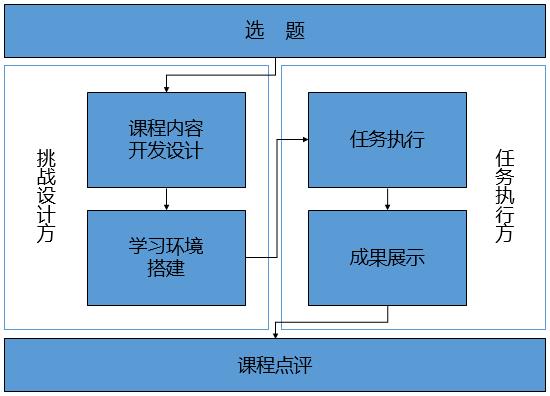 选 题
挑战设计方
课程内容
开发设计
学习环境
搭建
任务执行
成果展示
任务执行方
课程点评